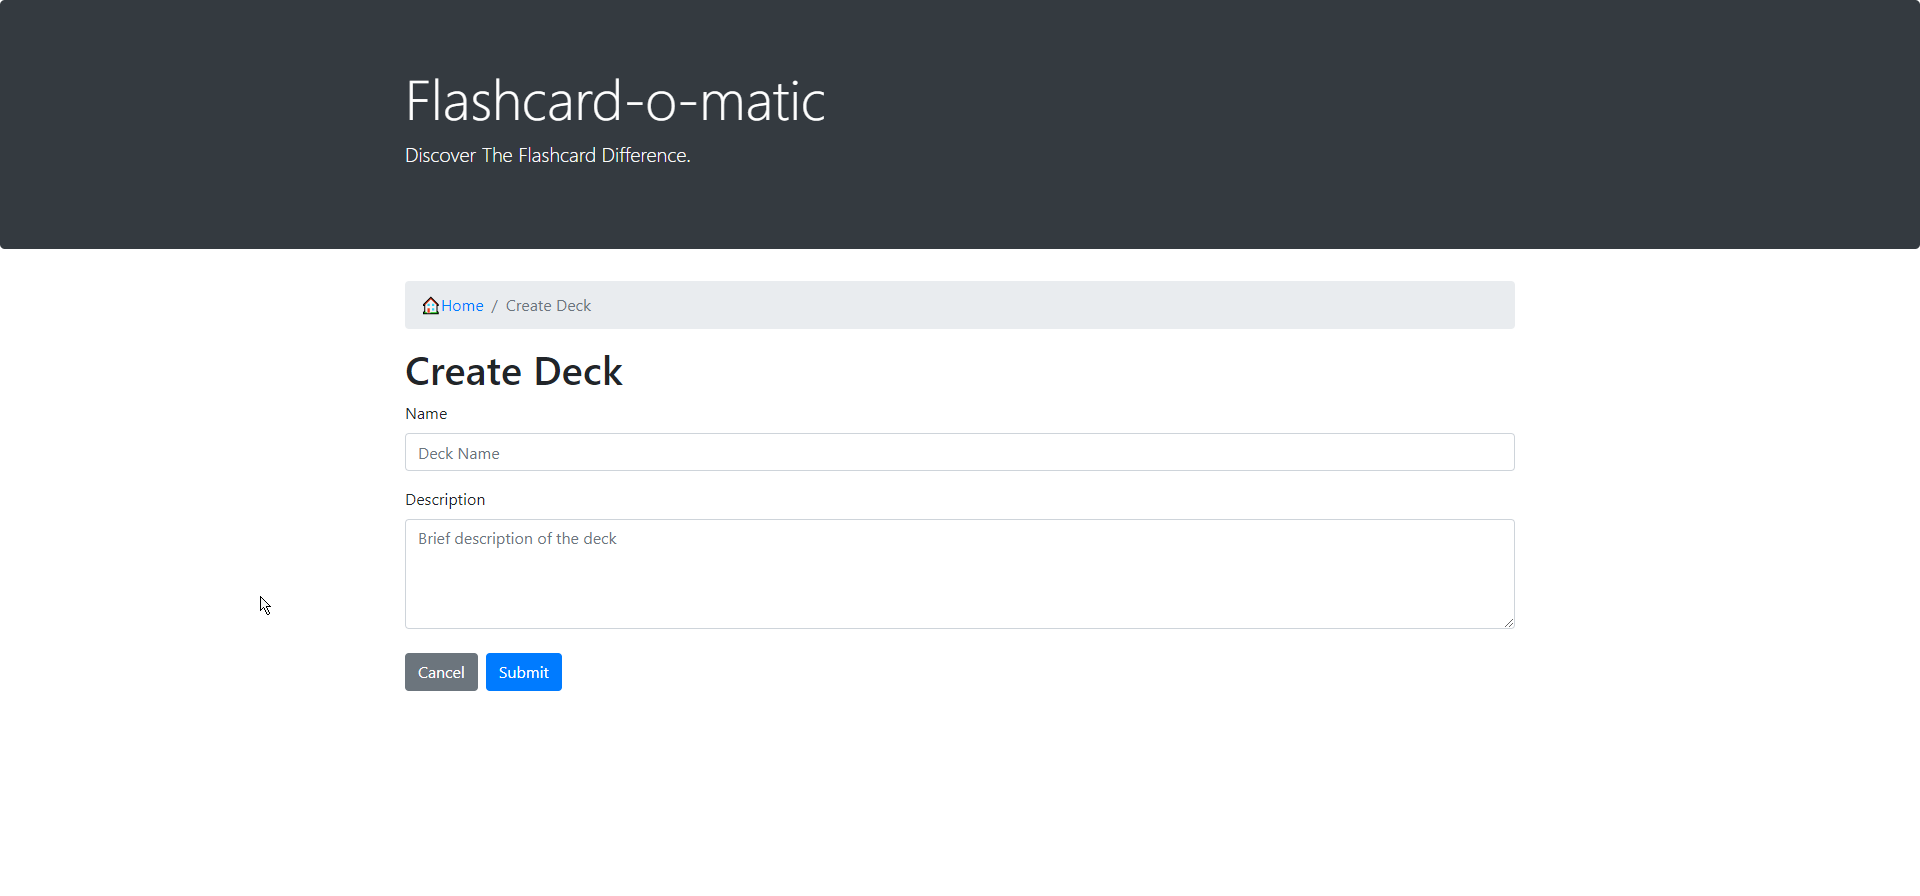 Flashcard-o-matic
Discover The Flashcard Difference.
Home / Create Deck
Create Deck
Name
Deck Name
Description
Brief description of the deck
Cancel Submit